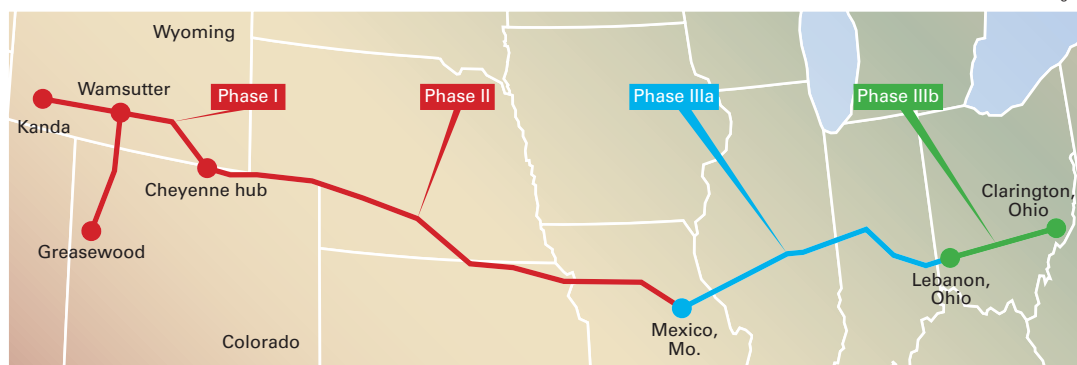 Wyoming
Wamsutter
Phase I
Phase II
Phase IIIa
Phase IIIb
Kanda
Cheyenne hub
Clarington,
Ohio
Greasewood
Lebanon,
Ohio
Mexico,
Mo.
Colorado